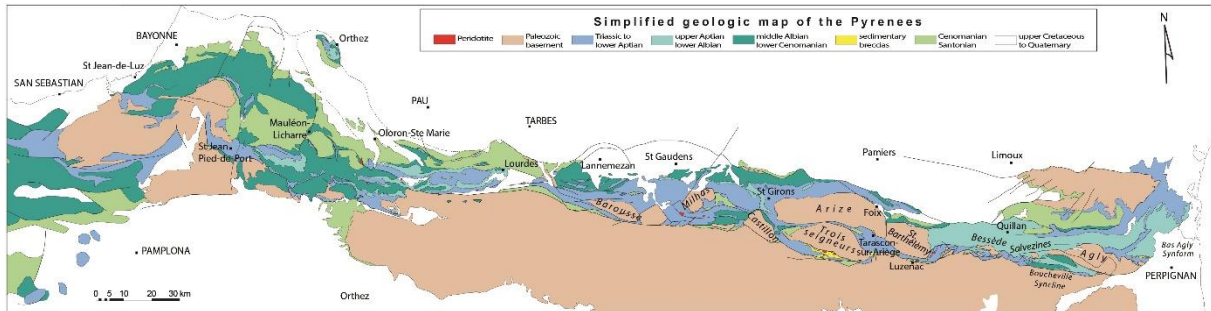 Simplified geologic map of the Pyrenees
Peridotite
Paleozoic
basement
Triassic to
lower Aptian
upper Aptian
lower Albian
middle Albian
lower Cenomanian
sedimentary
breccias
Cenomanian
Santonian
upper Cretaceous
to Quaternary
N
BAYONNE
Orthez
St Jean-de-Luz
SAN SEBASTIAN
PAU
Mauléon-
Licharre
Oloron-Ste Marie
TARBES
St Jean
Pied-de-Port
Lourdes
Lannemezan
St Gaudens
Pamiers
Limoux
St Girons
Milhas
Barousse
Castillon
Arize
Foix
Trois
seigneurs
St
Barthélémy
Tarascon-
sur-Ariège
Luzenac
Quillan
Bessède
Salvezines
Boucheville
Syncline
Agly
Bas Agly
Synform
PERPIGNAN
PAMPLONA
0 5 10 20 30 km
Orthez